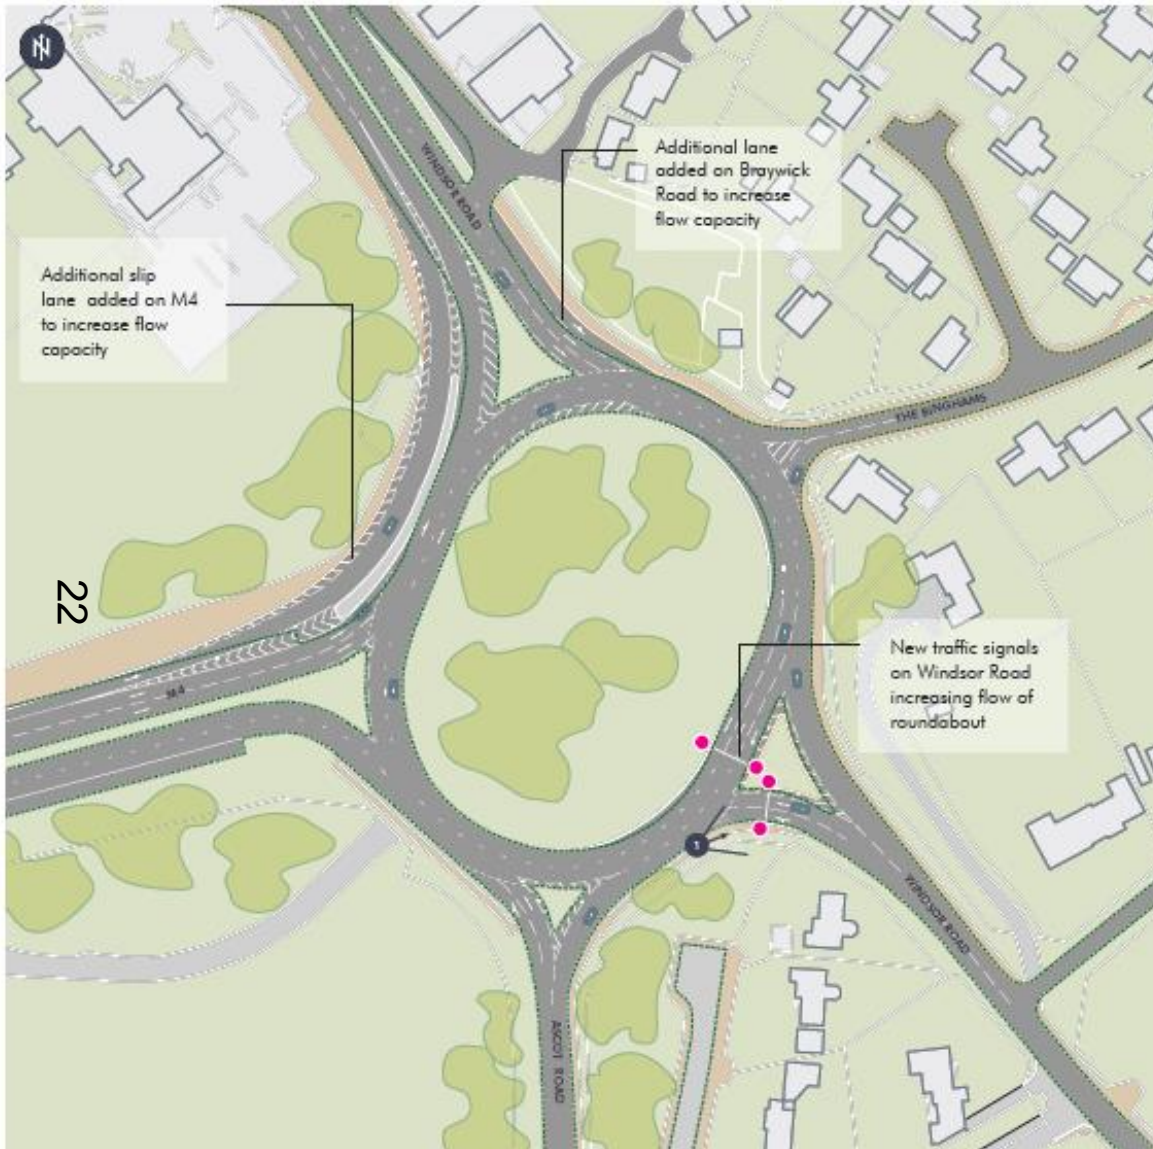 N
WINDSOR ROAD
Additional lane
added on Braywick
Road to increase
flow capacity
Additional slip
lane added on M4
to increase flow
capacity
THE BINGHAMS
22
New traffic signals
on Windsor Road
increasing flow of
roundabout
M4
1
WINDSOR ROAD
ASCOT ROAD